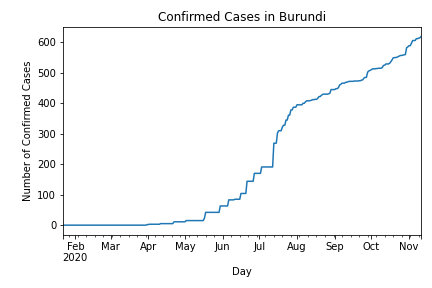 Confirmed Cases in Burundi
Number of Confirmed Cases
600
500
400
300
200
100
0
Feb Mar Apr May Jun Jul Aug Sep Oct Nov
2020
Day